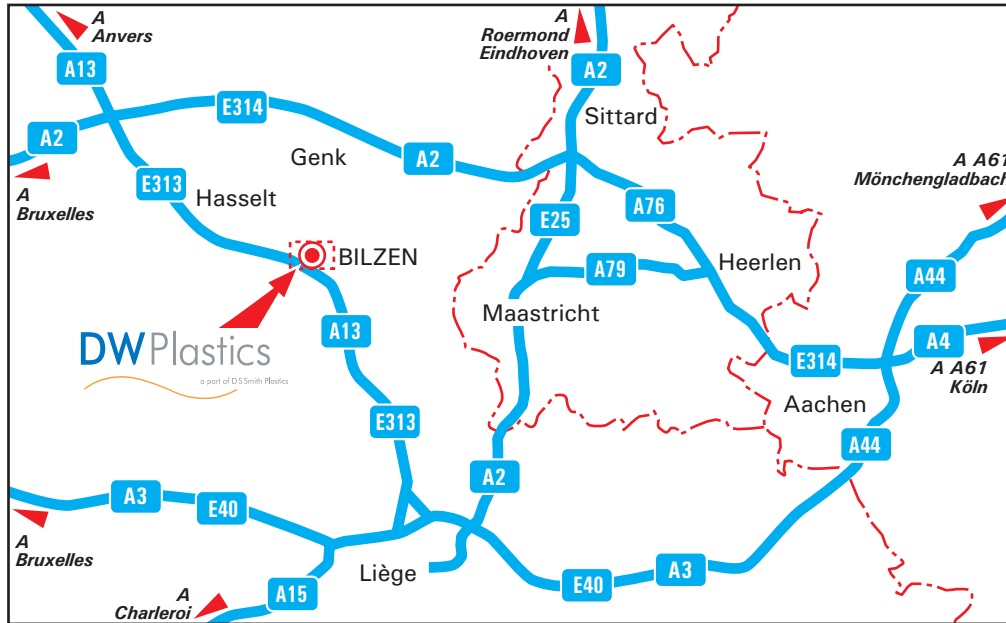 A
Anvers
A
Roermond
Eindhoven
A13
A2
E314
Sittard
A2
Genk
A2
A A61
Mönchengladbach
E313
Hasselt
A76
A
Bruxelles
E25
BILZEN
A79
Heerlen
A44
Maastricht
A13
DWPlastics
a part of DS Smith Plastics
A4
E314
A A61
Köln
Aachen
E313
A44
A2
A3
E40
A
Bruxelles
Liège
A3
E40
A15
A
Charleroi